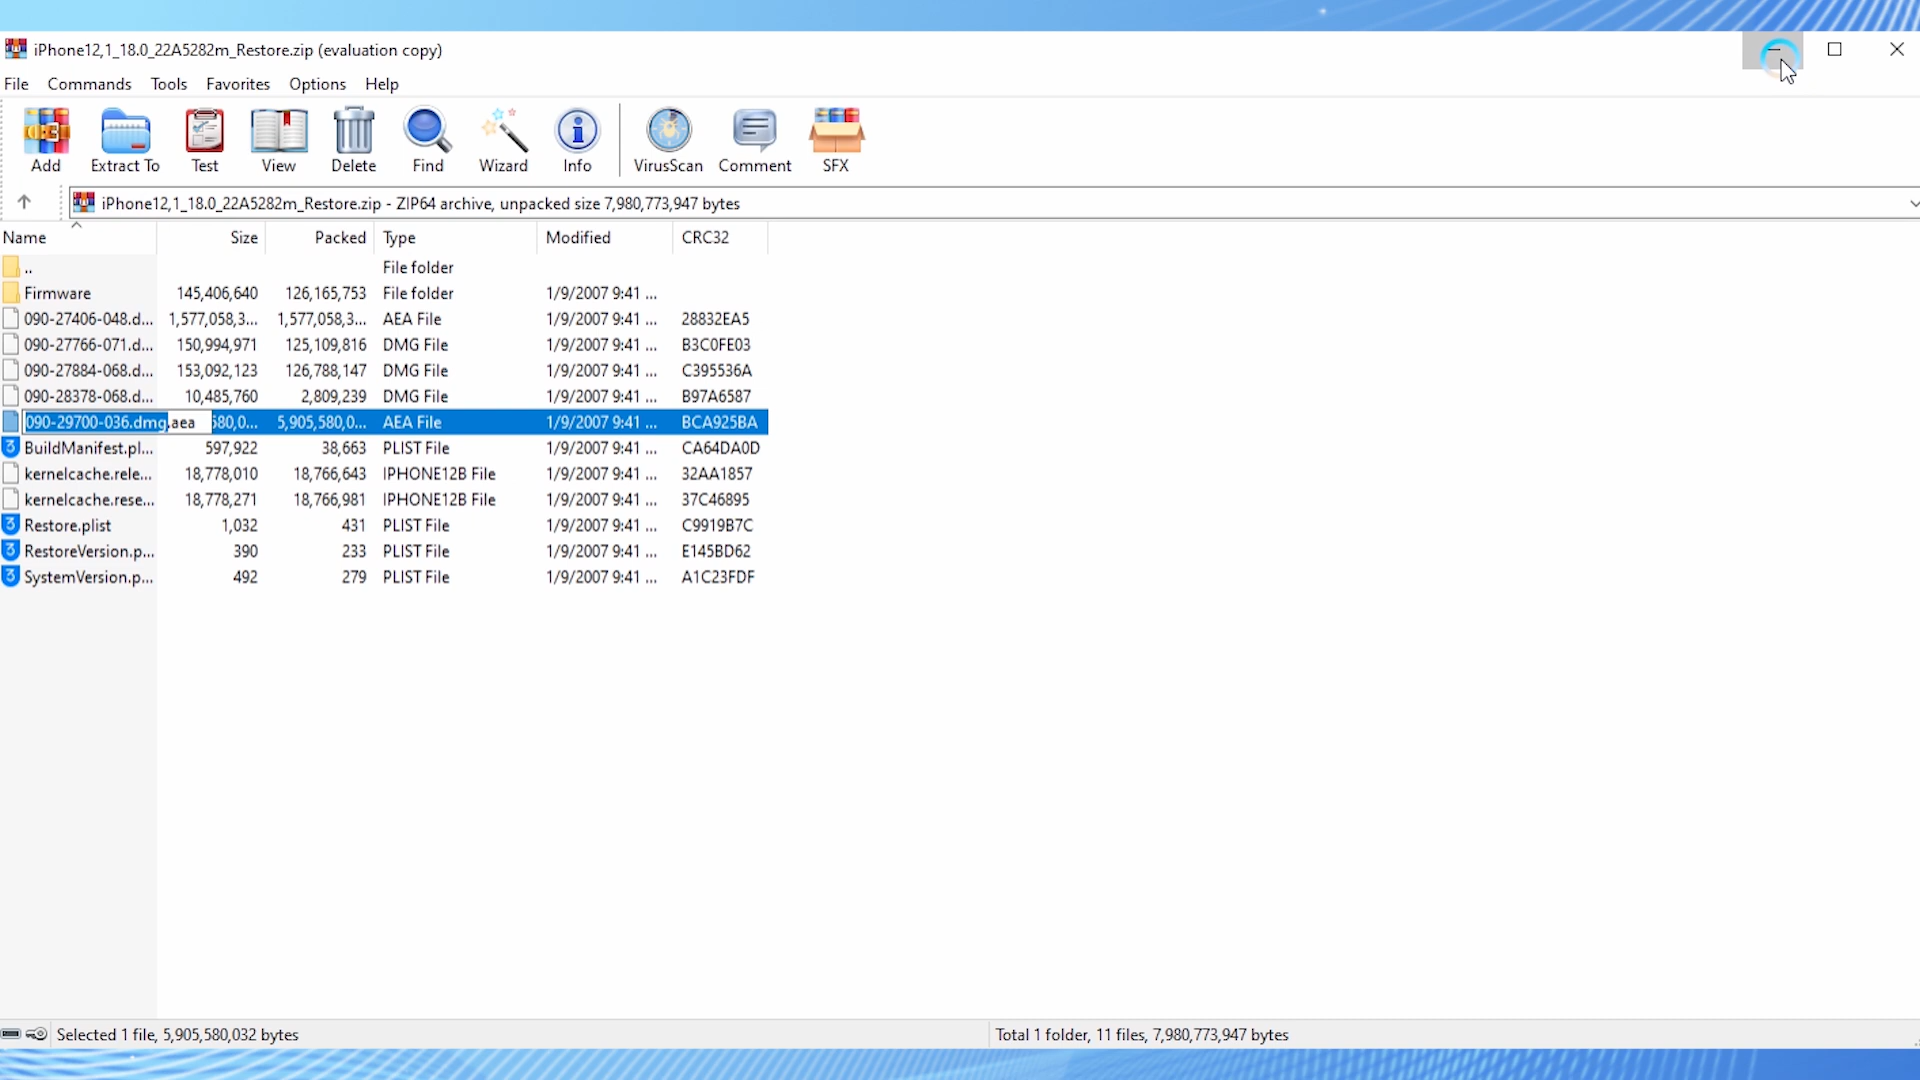 iPhone12,1_18.0_22A5282m_Restore.zip (evaluation copy)
File Commands Tools Favorites Options Help
Add Extract To Test View Delete Find Wizard Info VirusScan Comment SFX
iPhone12,1_18.0_22A5282m_Restore.zip - ZIP64 archive, unpacked size 7,980,773,947 bytes
Name Size Packed Type Modified CRC32
.. File folder
Firmware 145,406,640 126,165,753 File folder 1/9/2007 9:41 ...
090-27406-048.d... 1,577,058,3... 1,577,058,3... AEA File 1/9/2007 9:41 ... 28832EA5
090-27766-071.d... 150,994,971 125,109,816 DMG File 1/9/2007 9:41 ... B3C0FE03
090-27884-068.d... 153,092,123 126,788,147 DMG File 1/9/2007 9:41 ... C395536A
090-28378-068.d... 10,485,760 2,809,239 DMG File 1/9/2007 9:41 ... B97A6587
090-29700-036.dmg.aea 580,0... 5,905,580,0... AEA File 1/9/2007 9:41 ... BCA925BA
BuildManifest.pl... 597,922 38,663 PLIST File 1/9/2007 9:41 ... CA64DA0D
kernelcache.rele... 18,778,010 18,766,643 IPHONE12B File 1/9/2007 9:41 ... 32AA1857
kernelcache.rese... 18,778,271 18,766,981 IPHONE12B File 1/9/2007 9:41 ... 37C46895
Restore.plist 1,032 431 PLIST File 1/9/2007 9:41 ... C9919B7C
RestoreVersion.p... 390 233 PLIST File 1/9/2007 9:41 ... E145BD62
SystemVersion.p... 492 279 PLIST File 1/9/2007 9:41 ... A1C23FDF
Selected 1 file, 5,905,580,032 bytes Total 1 folder, 11 files, 7,980,773,947 bytes